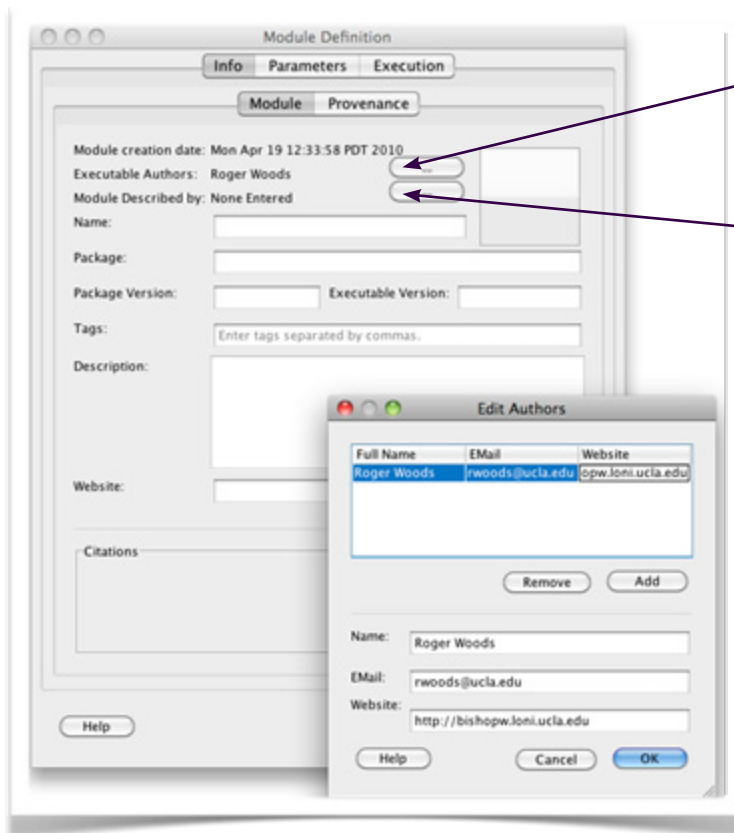 Module Definition
Info Parameters Execution
Module Provenance
Module creation date: Mon Apr 19 12:33:58 PDT 2010
Executable Authors: Roger Woods
...
Module Described by: None Entered
...
Name:
Package:
Package Version: Executable Version:
Tags: Enter tags separated by commas.
Description:
Website:
Citations
Help
Edit Authors
Full Name EMail Website
Roger Woods rwoods@ucla.edu opw.loni.ucla.edu
Remove Add
Name: Roger Woods
EMail: rwoods@ucla.edu
Website: http://bishopw.loni.ucla.edu
Help Cancel OK